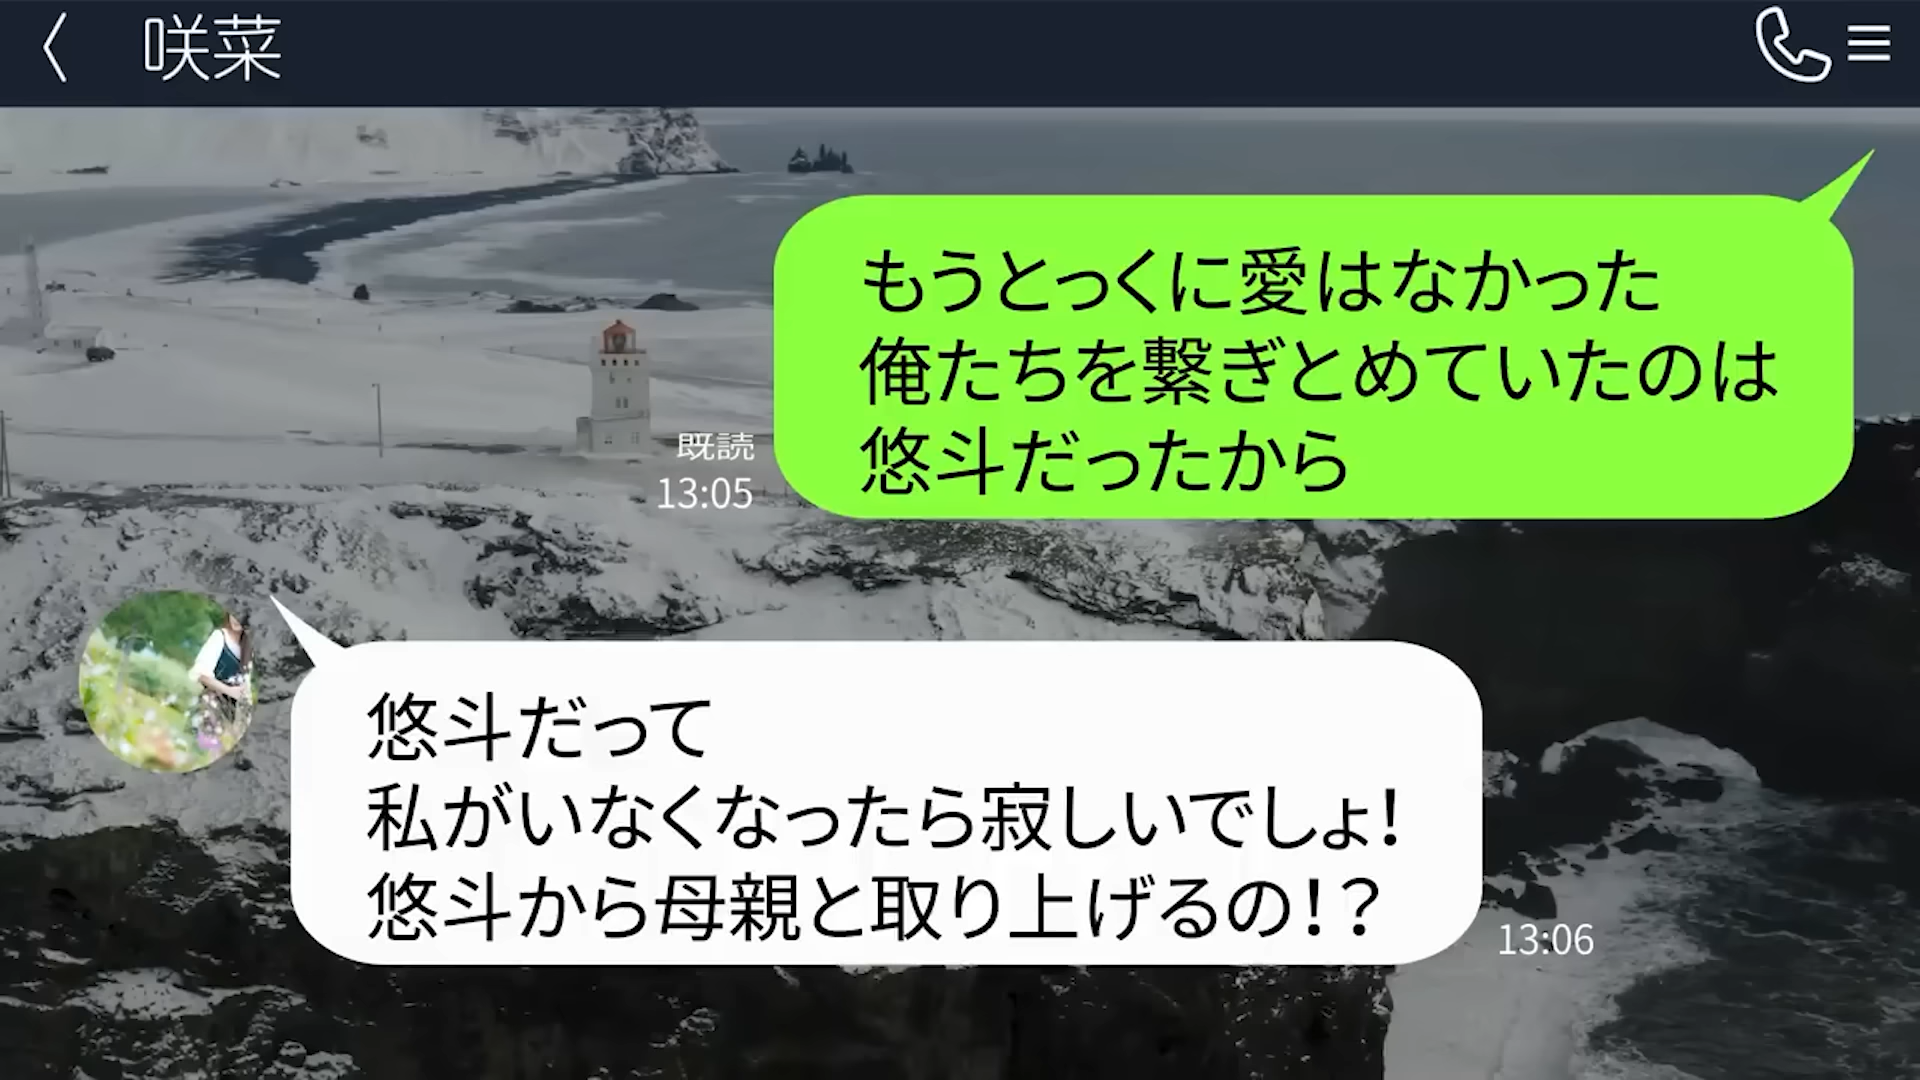 咲菜
もうとっくに愛はなかった
俺たちを繋ぎとめていたのは
悠斗だったから
既読
13:05
悠斗だって
私がいなくなったら寂しいでしょ!
悠斗から母親と取り上げるの!?
13:06